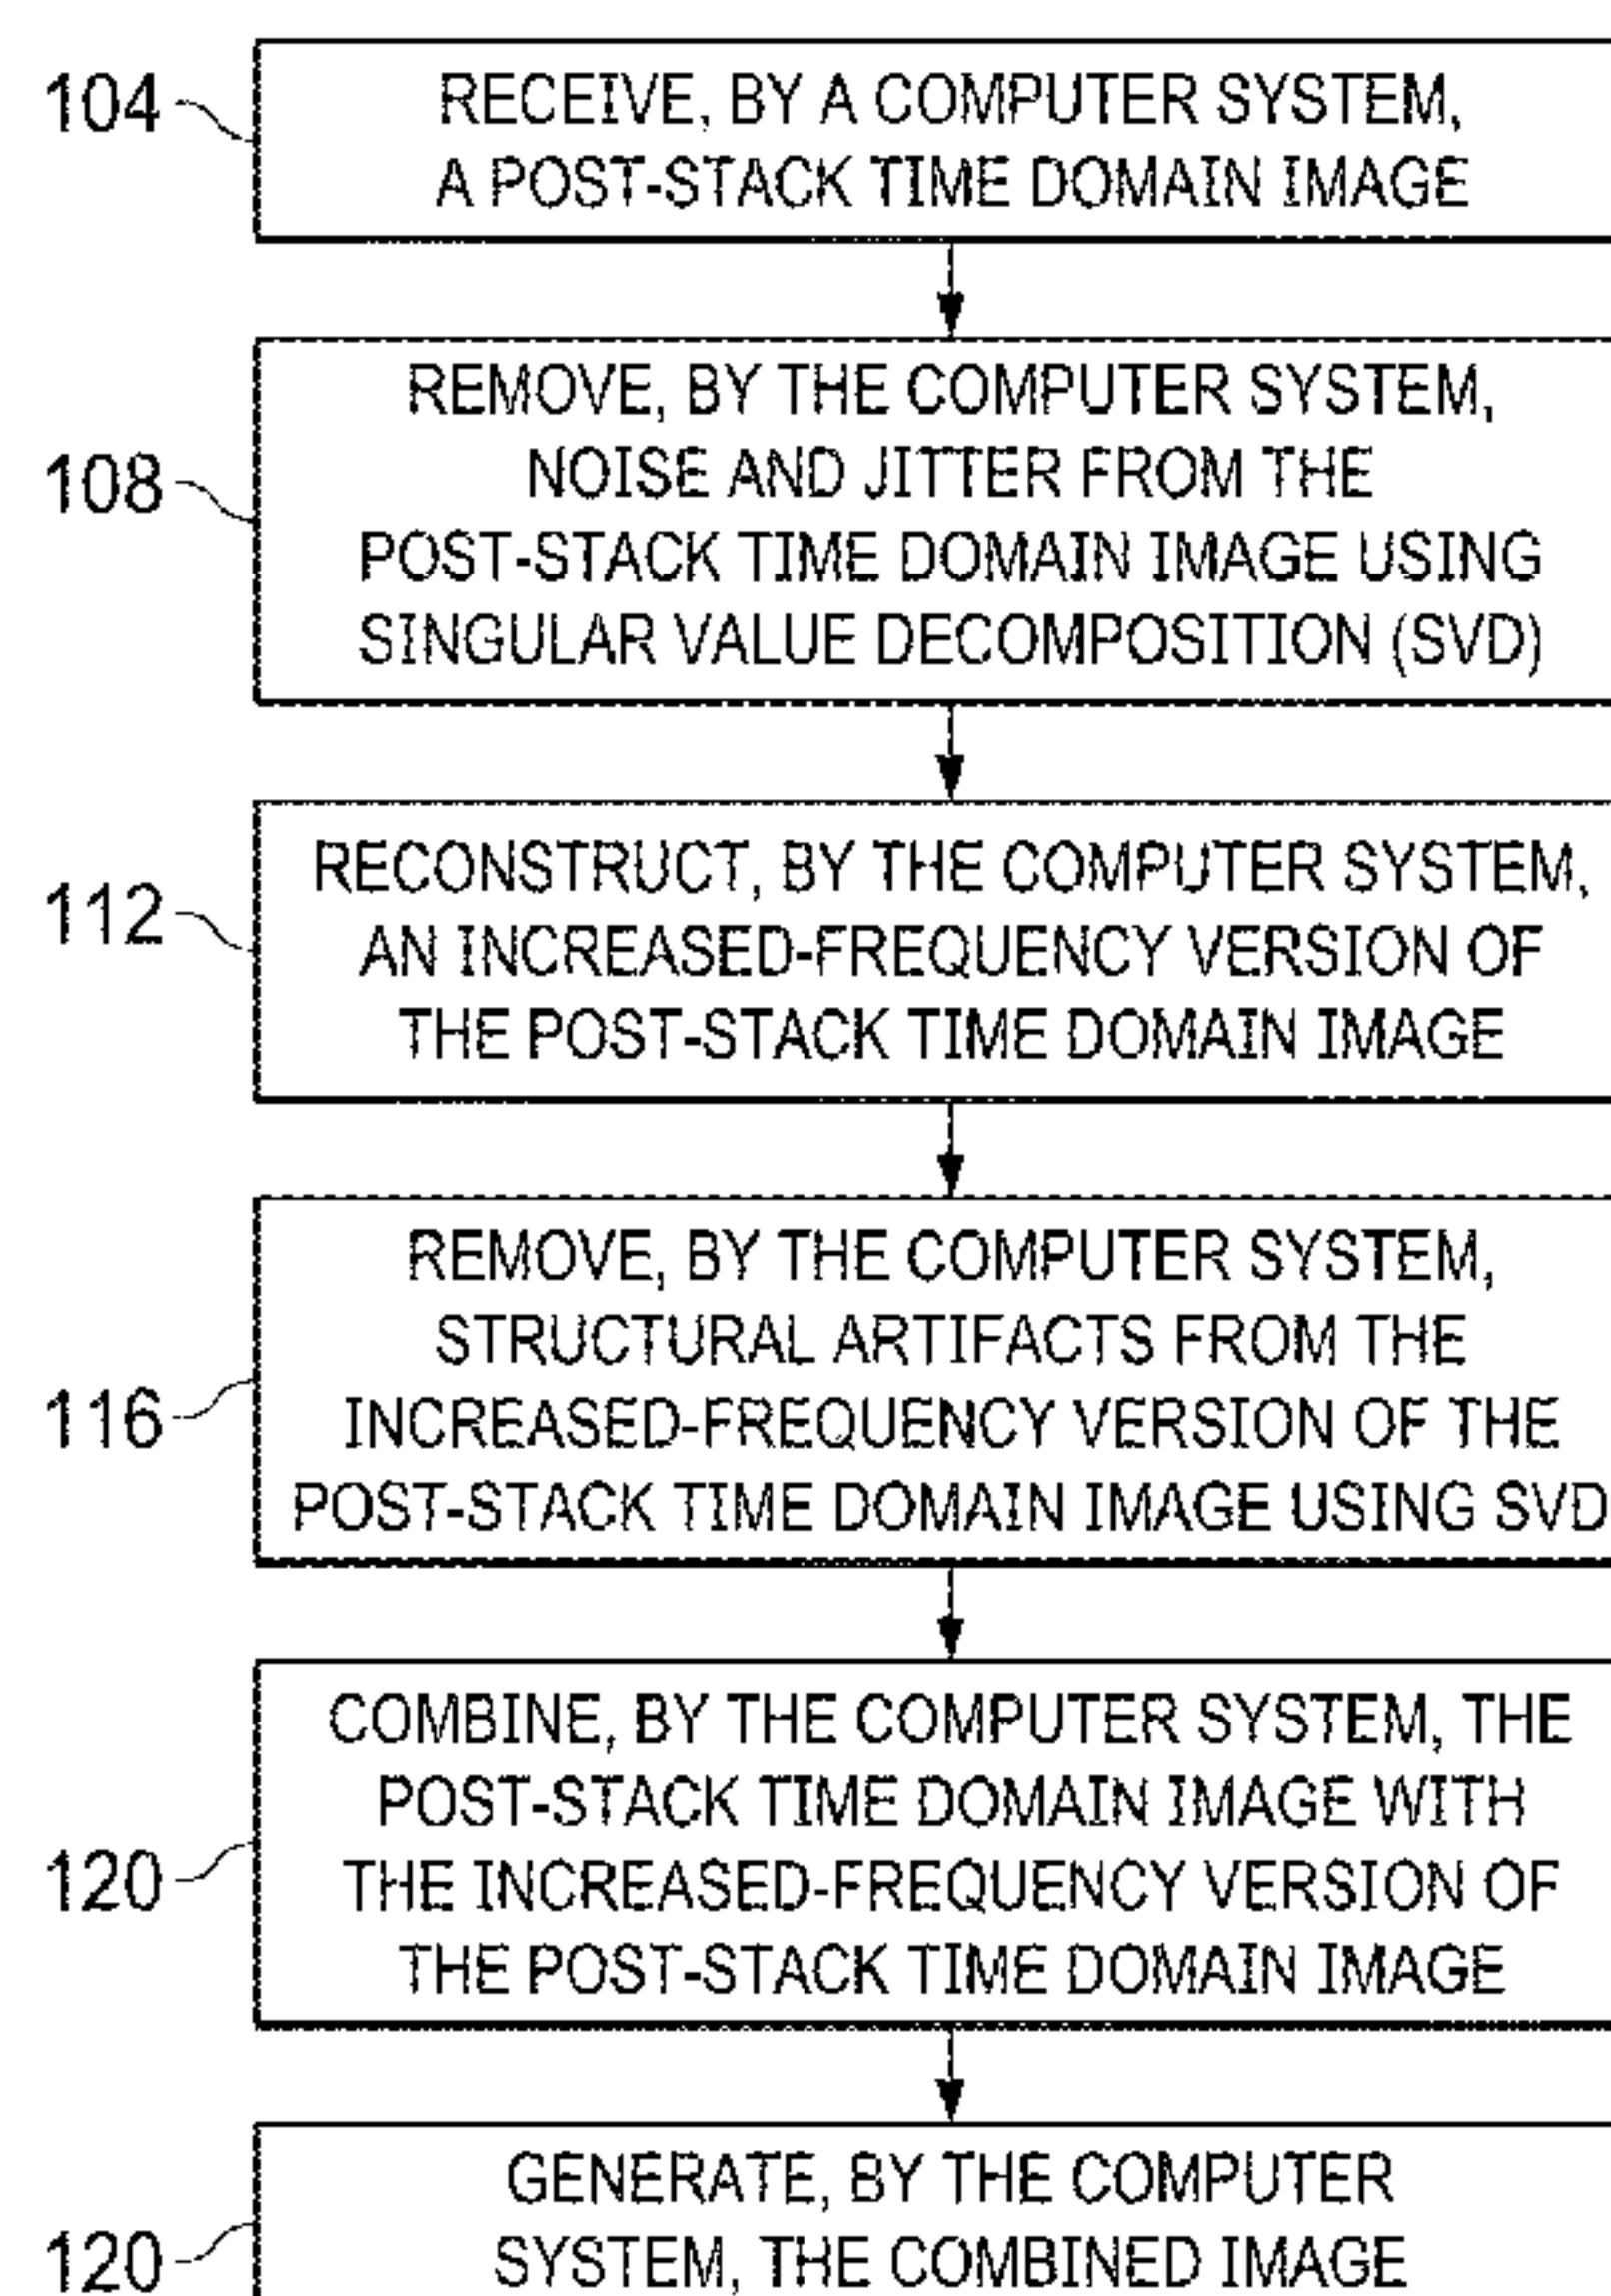 104
RECEIVE, BY A COMPUTER SYSTEM,
A POST-STACK TIME DOMAIN IMAGE
108
REMOVE, BY THE COMPUTER SYSTEM,
NOISE AND JITTER FROM THE
POST-STACK TIME DOMAIN IMAGE USING
SINGULAR VALUE DECOMPOSITION (SVD)
112
RECONSTRUCT, BY THE COMPUTER SYSTEM,
AN INCREASED-FREQUENCY VERSION OF
THE POST-STACK TIME DOMAIN IMAGE
116
REMOVE, BY THE COMPUTER SYSTEM,
STRUCTURAL ARTIFACTS FROM THE
INCREASED-FREQUENCY VERSION OF THE
POST-STACK TIME DOMAIN IMAGE USING SVD
120
COMBINE, BY THE COMPUTER SYSTEM, THE
POST-STACK TIME DOMAIN IMAGE WITH
THE INCREASED-FREQUENCY VERSION OF
THE POST-STACK TIME DOMAIN IMAGE
120
GENERATE, BY THE COMPUTER
SYSTEM, THE COMBINED IMAGE